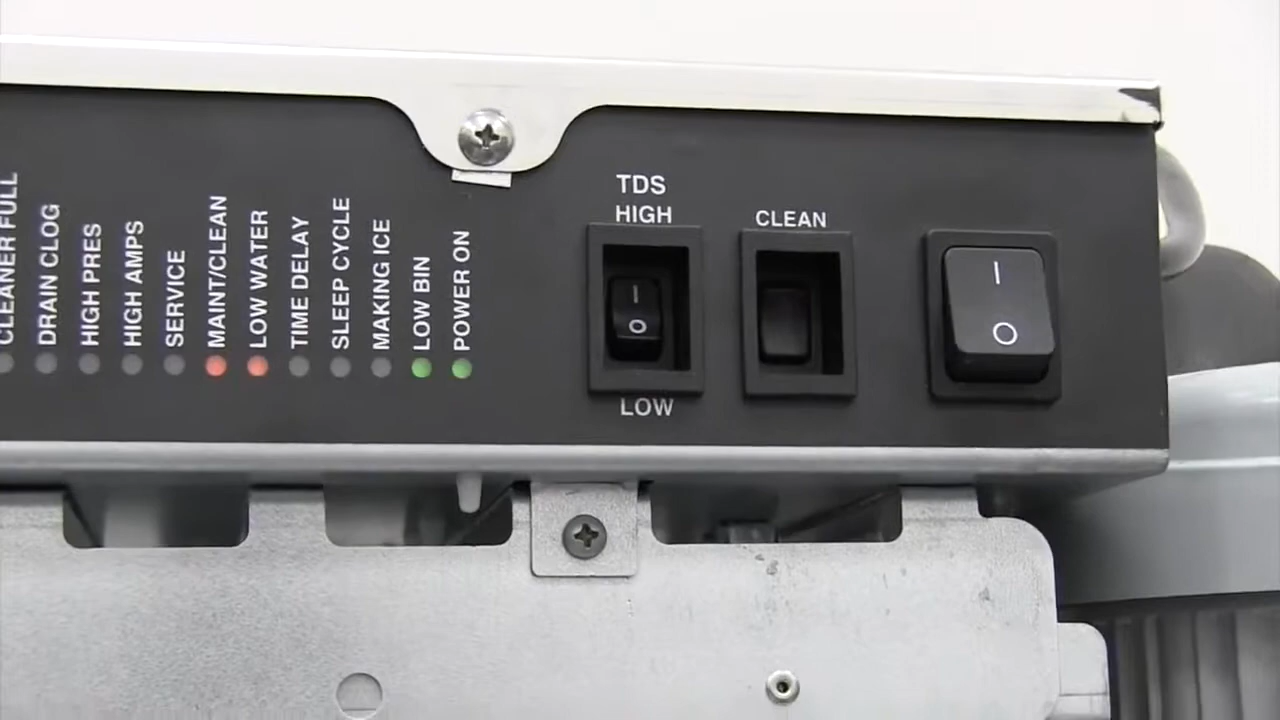 CLEANER FULL
DRAIN CLOG
HIGH PRES
HIGH AMPS
SERVICE
MAINT/CLEAN
LOW WATER
TIME DELAY
SLEEP CYCLE
MAKING ICE
LOW BIN
POWER ON
TDS
HIGH
LOW
CLEAN